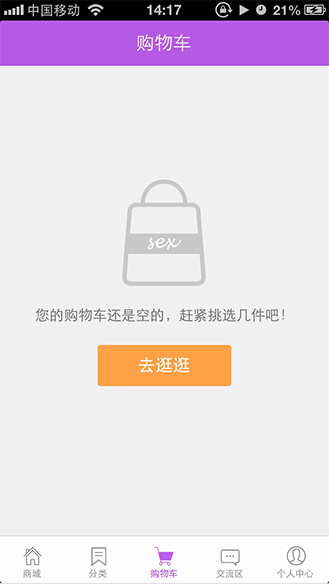 中国移动 14:17 21%
购物车
sex
您的购物车还是空的，赶紧挑选几件吧！
去逛逛
商城 分类 购物车 交流区 个人中心